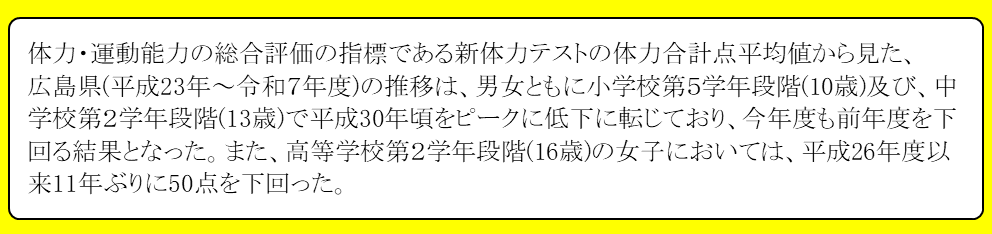 体力・運動能力の総合評価の指標である新体力テストの体力合計点平均値から見た、
広島県(平成23年～令和７年度)の推移は、男女ともに小学校第５学年段階(10歳)及び、中
学校第２学年段階(13歳)で平成30年頃をピークに低下に転じており、今年度も前年度を下
回る結果となった。また、高等学校第２学年段階(16歳)の女子においては、平成26年度以
来11年ぶりに50点を下回った。